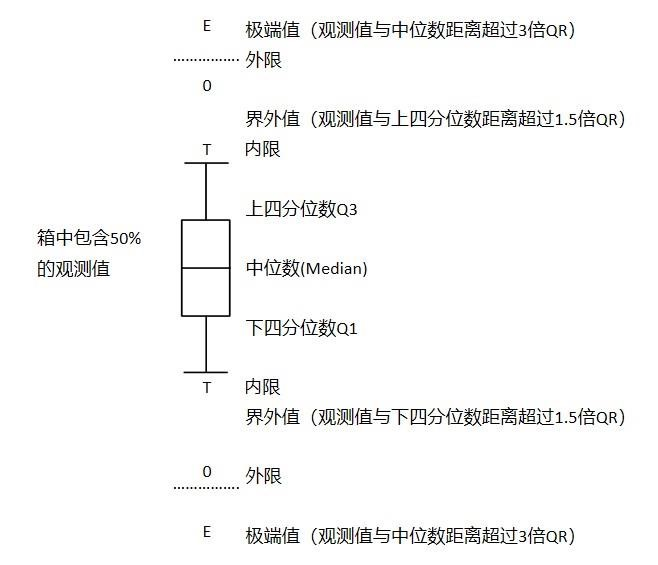 E 极端值（观测值与中位数距离超过3倍QR）
外限
0
界外值（观测值与上四分位数距离超过1.5倍QR）
T 内限
上四分位数Q3
箱中包含50%
的观测值
中位数(Median)
下四分位数Q1
T 内限
界外值（观测值与下四分位数距离超过1.5倍QR）
0 外限
E 极端值（观测值与中位数距离超过3倍QR）